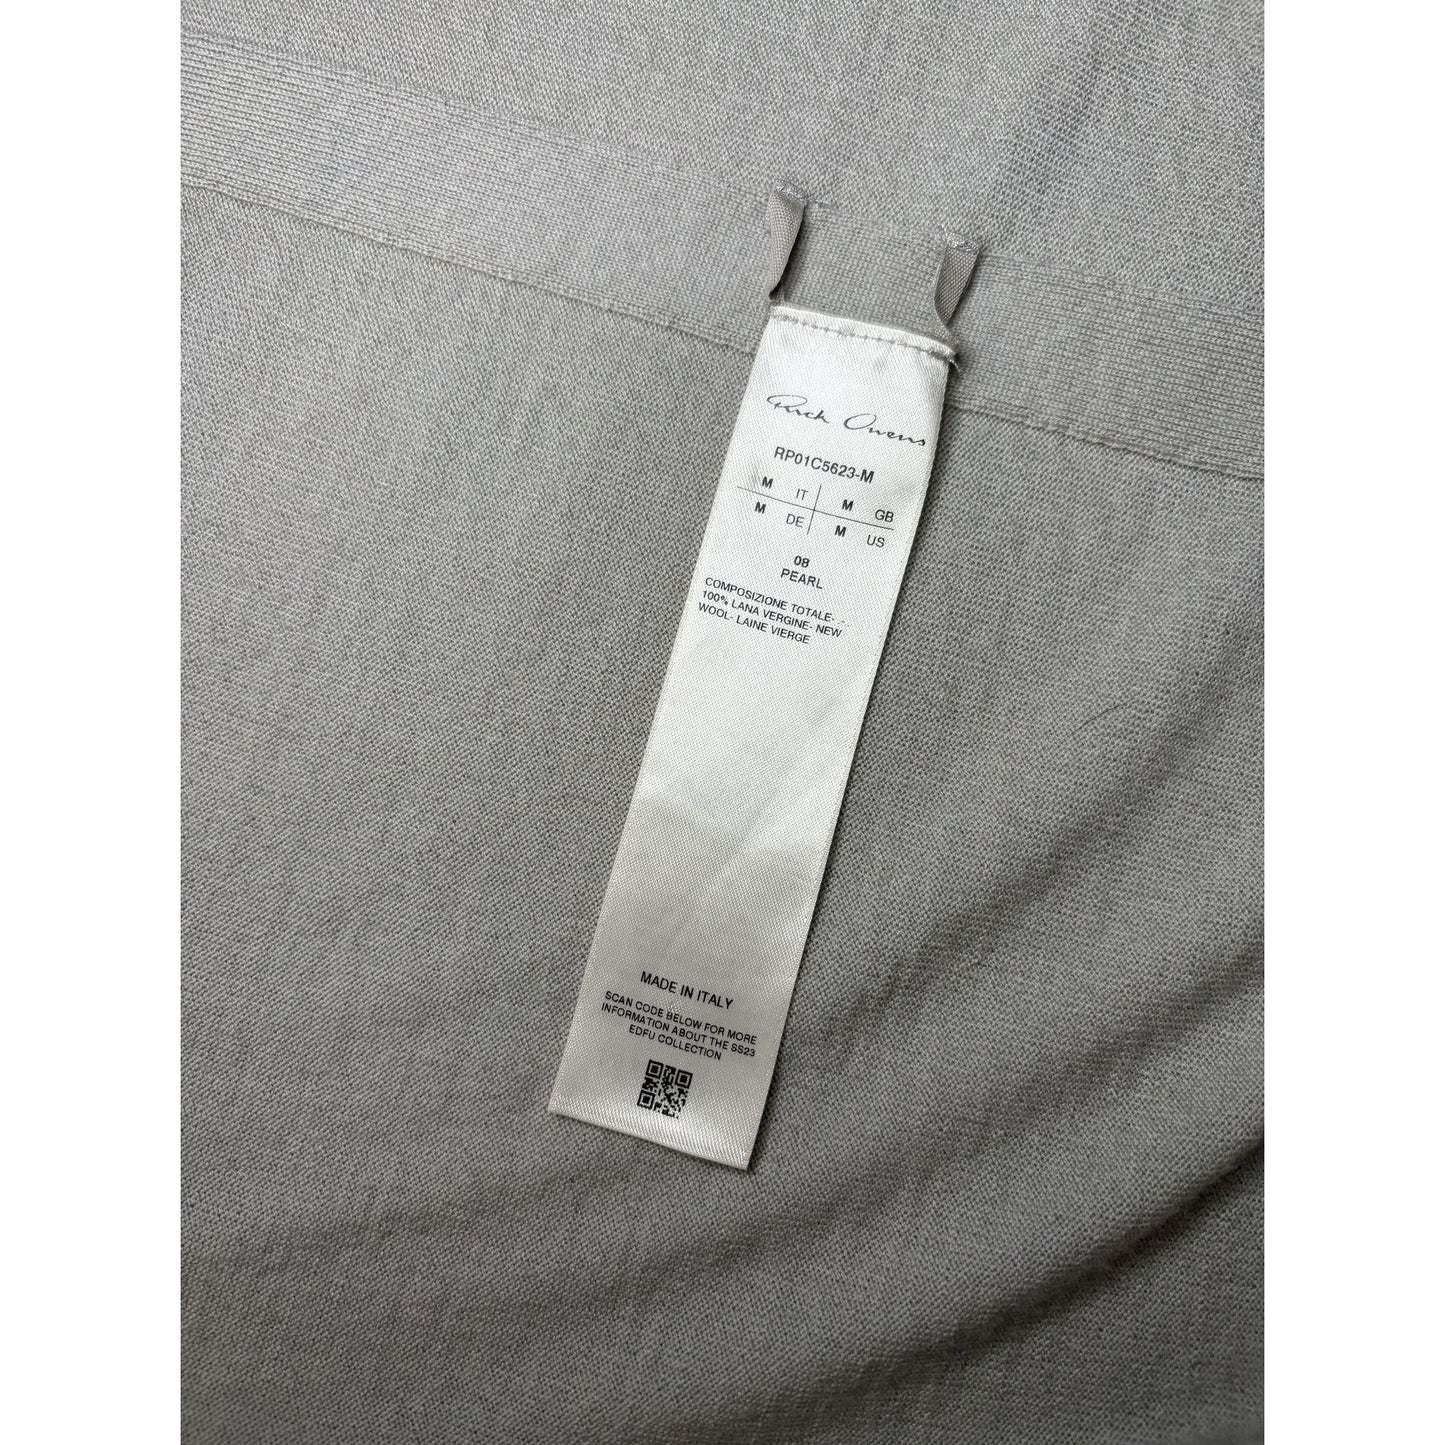 Rick Owens
RP01C5623-M
M IT M GB
M DE M US
08
PEARL
COMPOSIZIONE TOTALE- .-
100% LANA VERGINE- NEW
WOOL- LAINE VIERGE
MADE IN ITALY
SCAN CODE BELOW FOR MORE
INFORMATION ABOUT THE SS23
EDFU COLLECTION